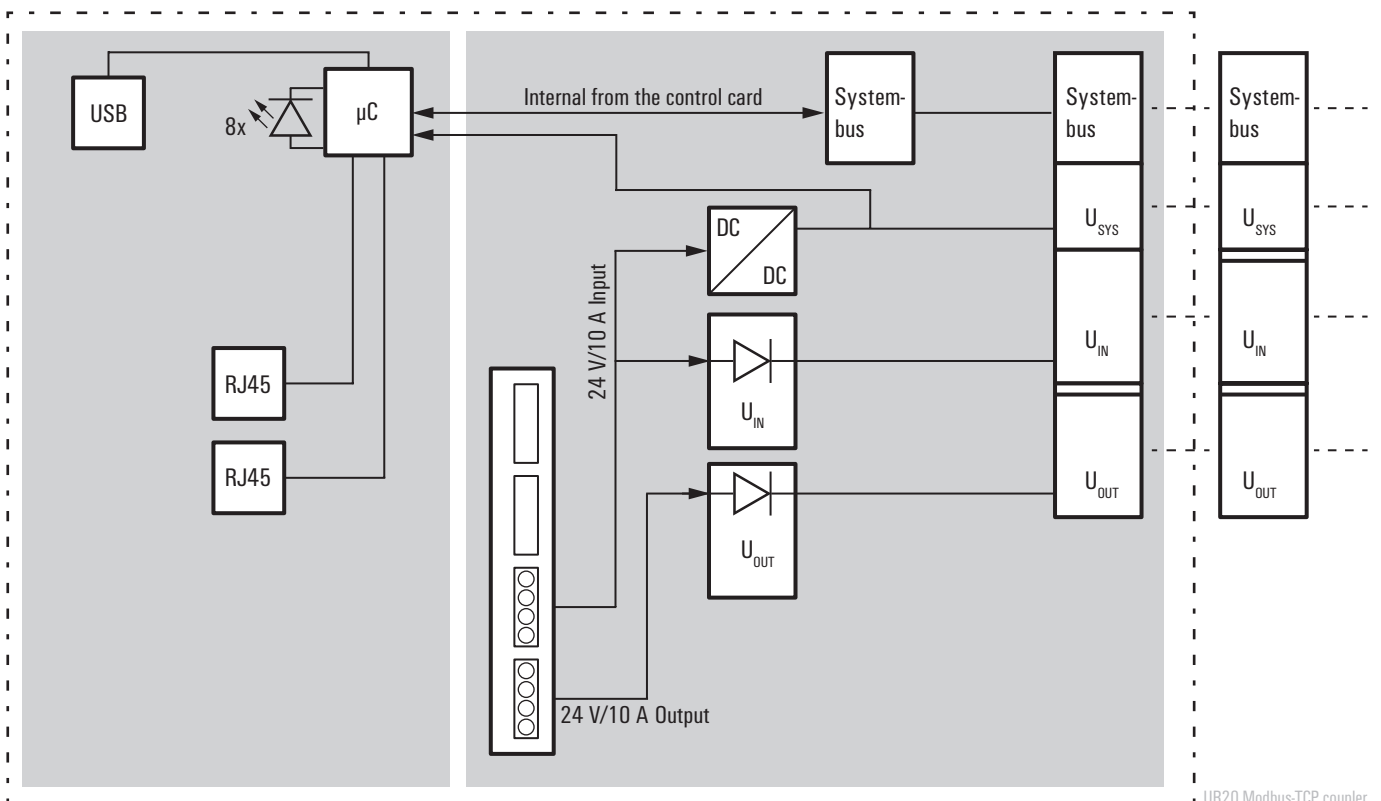 USB
8x
µC
Internal from the control card
System-
bus
System-
bus
System-
bus
DC
DC
U_SYS
U_SYS
24 V/10 A Input
U_IN
U_IN
U_IN
RJ45
RJ45
U_OUT
U_OUT
U_OUT
24 V/10 A Output
UR20 Modbus-TCP coupler